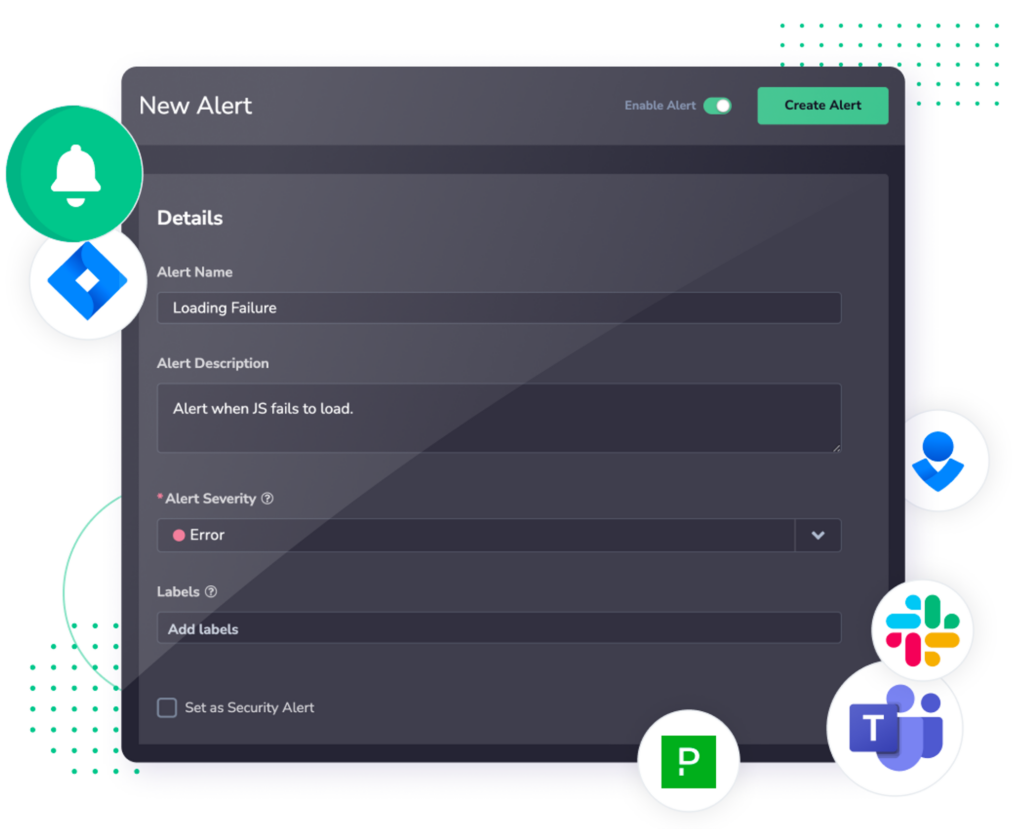 New Alert
Enable Alert
Create Alert
Details
Alert Name
Loading Failure
Alert Description
Alert when JS fails to load.
* Alert Severity ?
Error
Labels ?
Add labels
Set as Security Alert
T
P